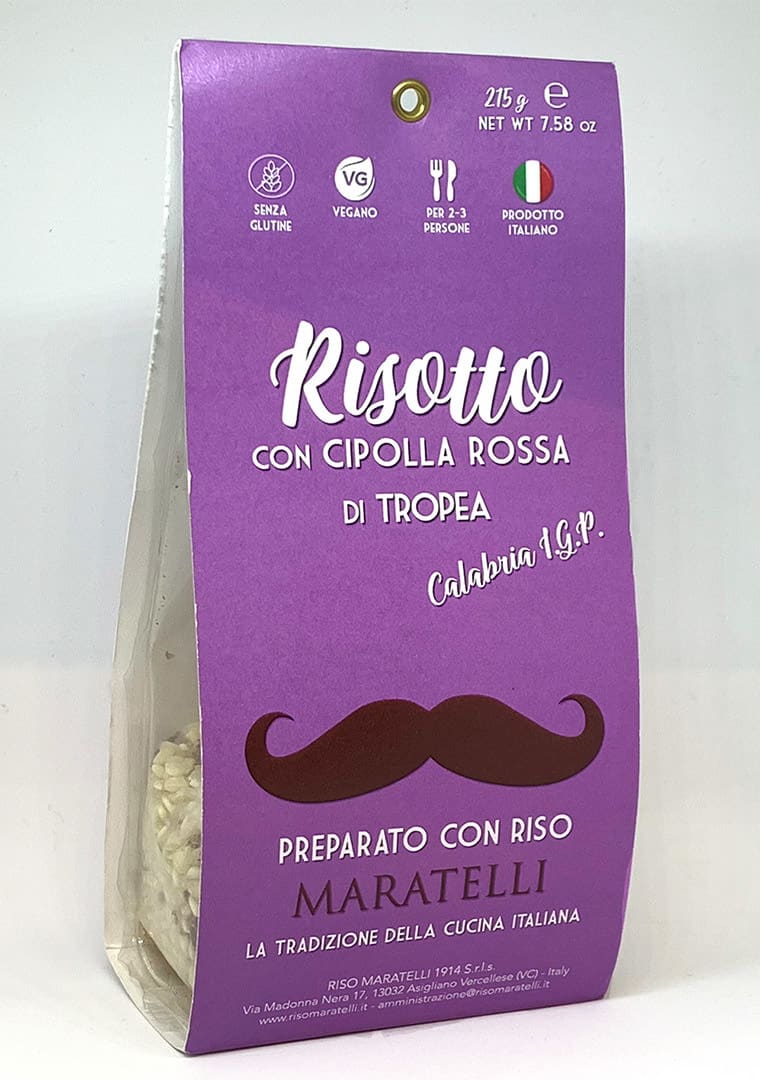 215 g e
NET WT 7.58 OZ
VG
SENZA
GLUTINE
VEGANO
PER 2-3
PERSONE
PRODOTTO
ITALIANO
Risotto
CON CIPOLLA ROSSA
DI TROPEA
Calabria I.G.P.
PREPARATO CON RISO
MARATELLI
LA TRADIZIONE DELLA CUCINA ITALIANA
RISO MARATELLI 1914 S.r.l.s.
Via Madonna Nera 17, 13032 Asigliano Vercellese (VC) - Italy
www.risomaratelli.it - amministrazione@risomaratelli.it